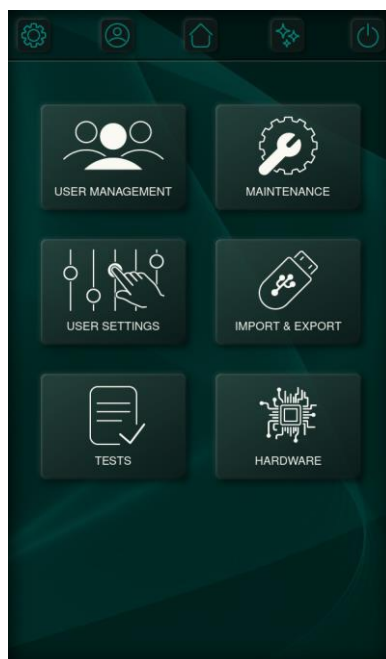 USER MANAGEMENT
MAINTENANCE
USER SETTINGS
IMPORT & EXPORT
TESTS
HARDWARE